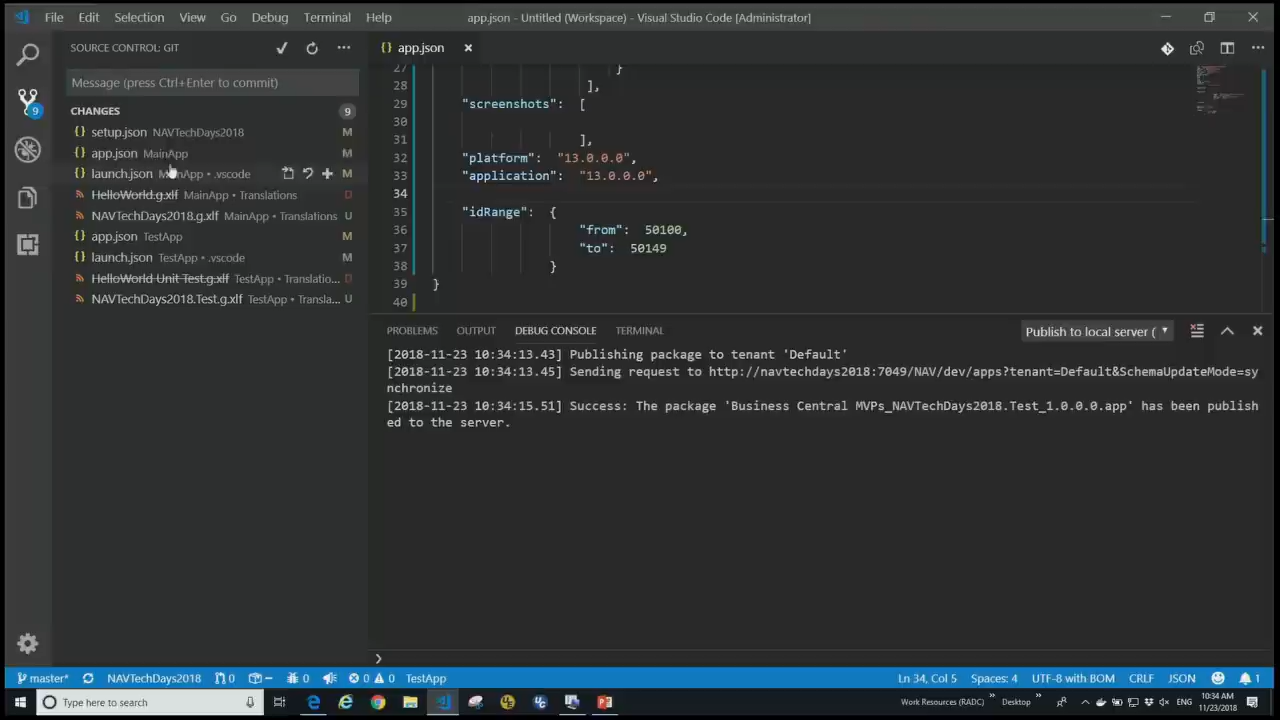 File Edit Selection View Go Debug Terminal Help
app.json - Untitled (Workspace) - Visual Studio Code [Administrator]
SOURCE CONTROL: GIT
Message (press Ctrl+Enter to commit)
CHANGES 9
9
setup.json NAVTechDays2018 M
app.json MainApp M
launch.json MainApp • .vscode M
HelloWorld.g.xlf MainApp • Translations D
NAVTechDays2018.g.xlf MainApp • Translations U
app.json TestApp M
launch.json TestApp • .vscode M
HelloWorld Unit Test.g.xlf TestApp • Translatio... D
NAVTechDays2018.Test.g.xlf TestApp • Transla... U
app.json
27 }
28 ],
29 "screenshots": [
30
31 ],
32 "platform": "13.0.0.0",
33 "application": "13.0.0.0",
34
35 "idRange": {
36 "from": 50100,
37 "to": 50149
38 }
39 }
40
PROBLEMS OUTPUT DEBUG CONSOLE TERMINAL Publish to local server (
[2018-11-23 10:34:13.43] Publishing package to tenant 'Default'
[2018-11-23 10:34:13.45] Sending request to http://navtechdays2018:7049/NAV/dev/apps?tenant=Default&SchemaUpdateMode=sy
nchronize
[2018-11-23 10:34:15.51] Success: The package 'Business Central MVPs_NAVTechDays2018.Test_1.0.0.0.app' has been publish
ed to the server.
master* NAVTechDays2018 0 0 0 0 TestApp Ln 34, Col 5 Spaces: 4 UTF-8 with BOM CRLF JSON 1
Type here to search Work Resources (RADC) » Desktop » ENG 10:34 AM
11/23/2018